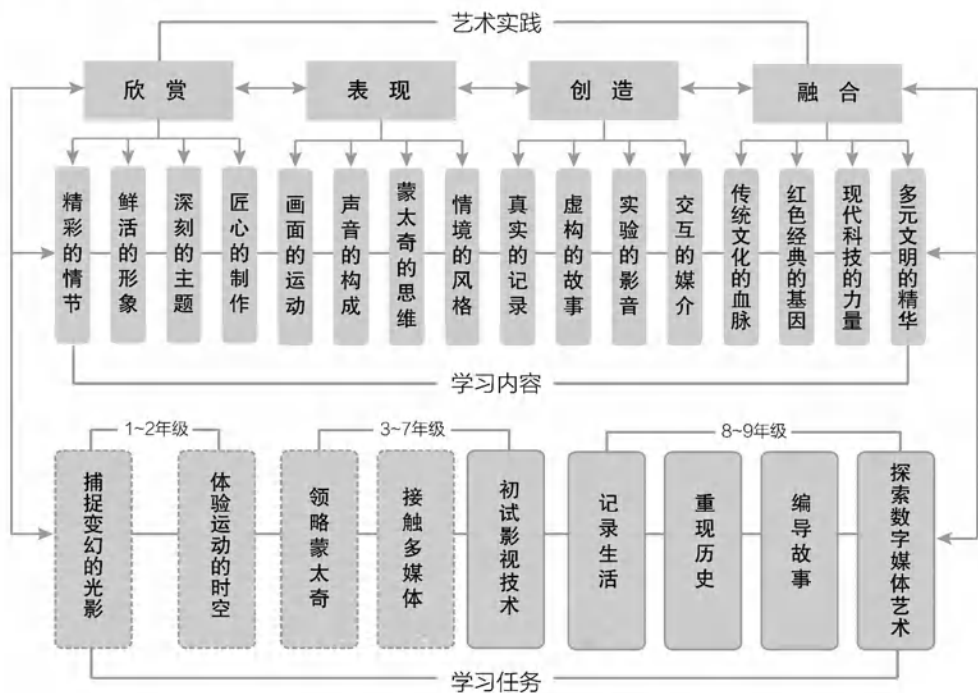 艺术实践
欣赏
表现
创造
融合
精彩的情节
鲜活的形象
深刻的主题
匠心的制作
画面的运动
声音的构成
蒙太奇的思维
情境的风格
真实的记录
虚构的故事
实验的影音
交互的媒介
传统文化的血脉
红色经典的基因
现代科技的力量
多元文明的精华
学习内容
1~2年级
3~7年级
8~9年级
捕捉变幻的光影
体验运动的时空
领略蒙太奇
接触多媒体
初试影视技术
记录生活
重现历史
编导故事
探索数字媒体艺术
学习任务